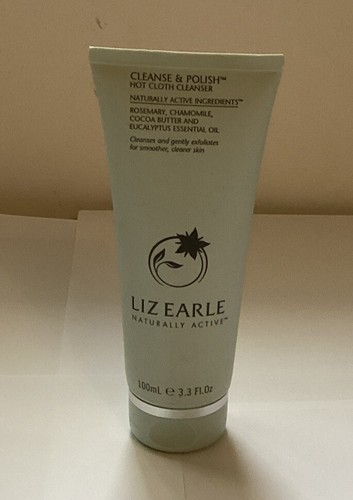 CLEANSE & POLISH™
HOT CLOTH CLEANSER
NATURALLY ACTIVE INGREDIENTS™
ROSEMARY, CHAMOMILE,
COCOA BUTTER AND
EUCALYPTUS ESSENTIAL OIL
Cleanses and gently exfoliates
for smoother, clearer skin
LIZ EARLE
NATURALLY ACTIVE™
100mL ℮ 3.3 Fl.Oz